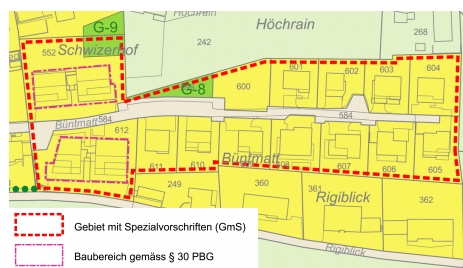 Höchrain
Höchrain
268
G-9
242
552
Schwizerhof
601
602
603
604
600
G-8
584
584
Büntmatt
612
Büntmatt
611
610
608
607
606
605
249
360
361
Rigiblick
362
Rigiblick
Gebiet mit Spezialvorschriften (GmS)
Baubereich gemäss § 30 PBG